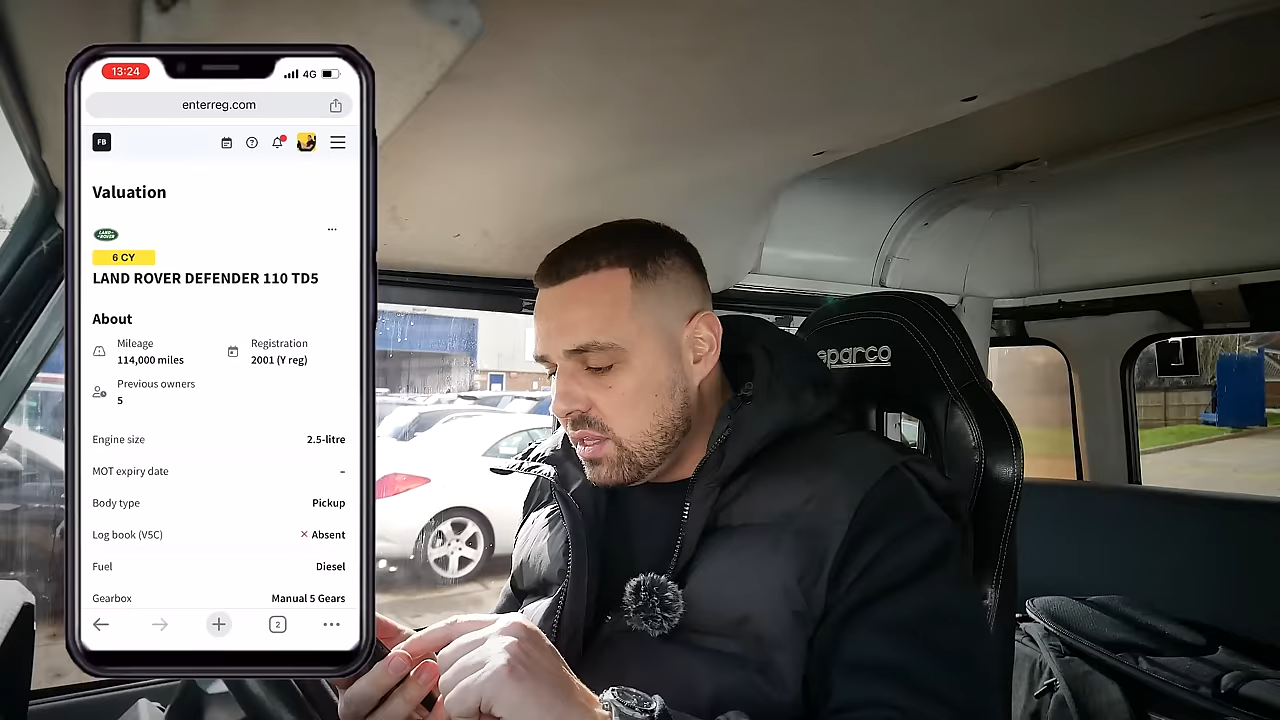 13:24
4G
enterreg.com
FB
Valuation
LAND ROVER
6 CY
LAND ROVER DEFENDER 110 TD5
About
Mileage
114,000 miles
Registration
2001 (Y reg)
Previous owners
5
Engine size
2.5-litre
MOT expiry date
–
Body type
Pickup
Log book (V5C)
× Absent
Fuel
Diesel
Gearbox
Manual 5 Gears
2
sparco